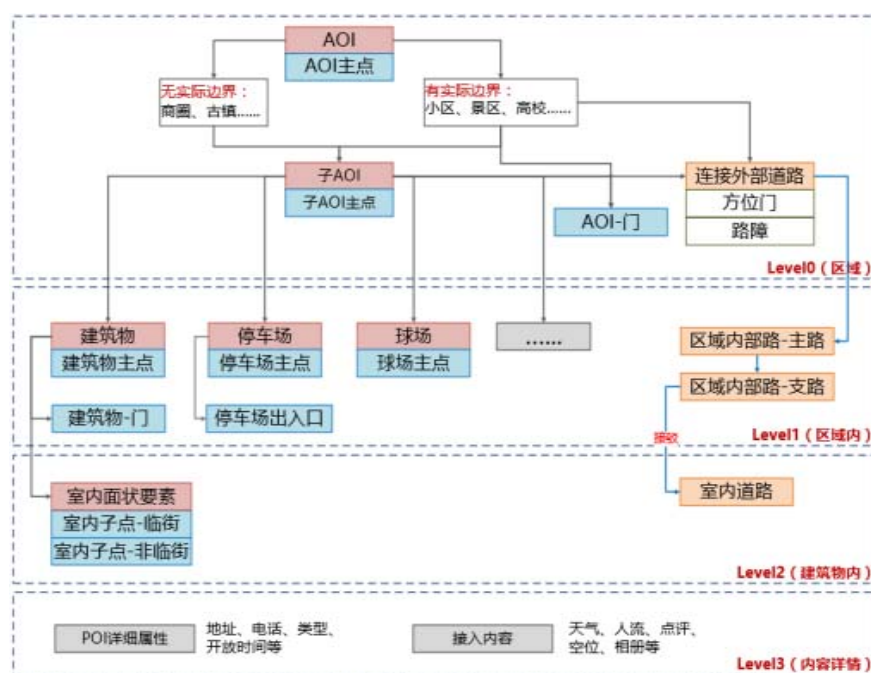 AOI
AOI主点
无实际边界：
商圈、古镇……
有实际边界：
小区、景区、高校……
子AOI
子AOI主点
连接外部道路
方位门
路障
AOI-门
Level0（区域）
建筑物
建筑物主点
停车场
停车场主点
球场
球场主点
……
区域内部路-主路
区域内部路-支路
建筑物-门
停车场出入口
接驳
Level1（区域内）
室内面状要素
室内子点-临街
室内子点-非临街
室内道路
Level2（建筑物内）
POI详细属性
地址、电话、类型、
开放时间等
接入内容
天气、人流、点评、
空位、相册等
Level3（内容详情）